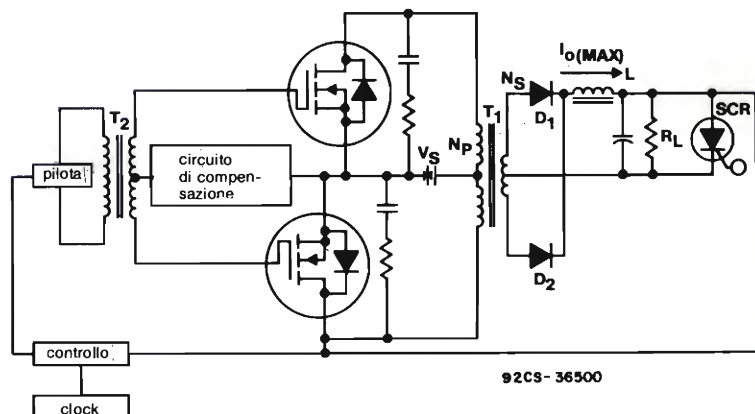 T2
pilota
circuito
di compen-
sazione
VS
NP
T1
NS
D1
Io(MAX)
L
RL
SCR
D2
controllo
clock
92CS-36500